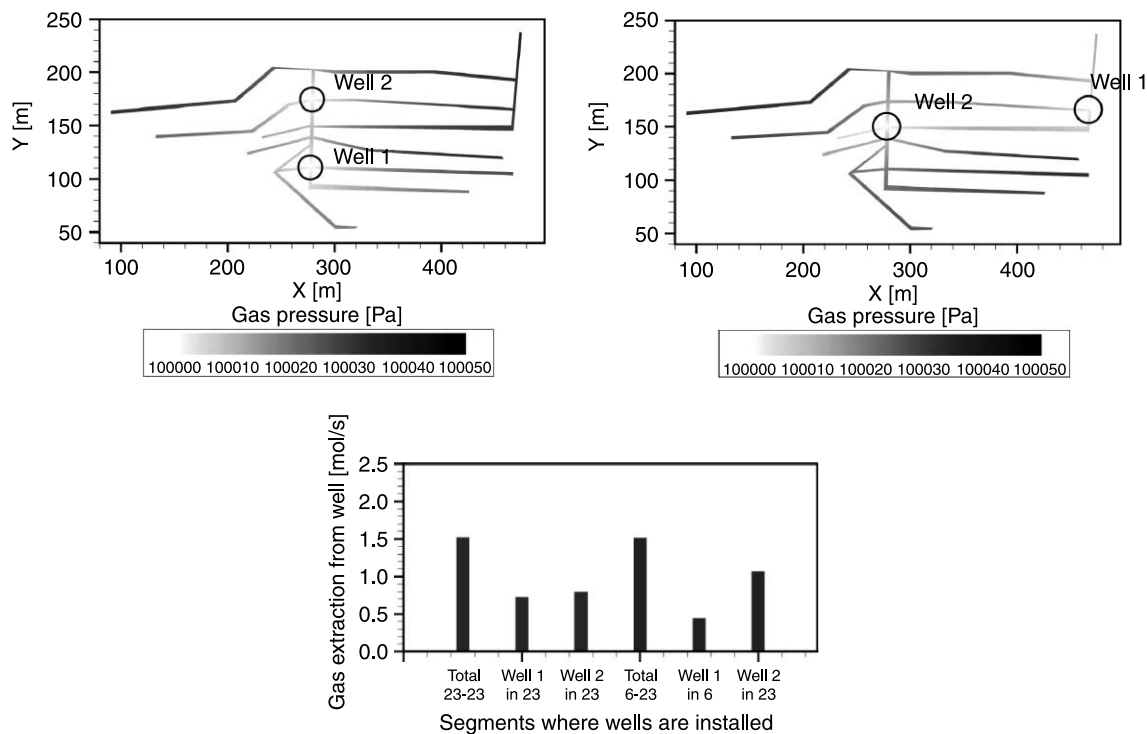 250
200
150
100
50
Y [m]
Well 2
Well 1
100 200 300 400
X [m]
Gas pressure [Pa]
100000 100010 100020 100030 100040 100050
250
200
150
100
50
Y [m]
Well 1
Well 2
100 200 300 400
X [m]
Gas pressure [Pa]
100000 100010 100020 100030 100040 100050
Gas extraction from well [mol/s]
2.5
2.0
1.5
1.0
0.5
0.0
Total Well 1 Well 2 Total Well 1 Well 2
23-23 in 23 in 23 6-23 in 6 in 23
Segments where wells are installed